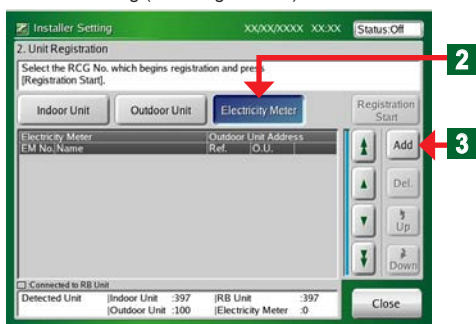 Installer Setting XX/XX/XXXX XX:XX Status:Off
2. Unit Registration
Select the RCG No. which begins registration and press
[Registration Start].
2
Indoor Unit Outdoor Unit Electricity Meter Registration Start
Electricity Meter Outdoor Unit Address
EM No. Name Ref. O.U.
Add
3
Del.
Up
Down
Connected to RB Unit
Detected Unit |Indoor Unit :397 |RB Unit :397
|Outdoor Unit :100 |Electricity Meter :0
Close